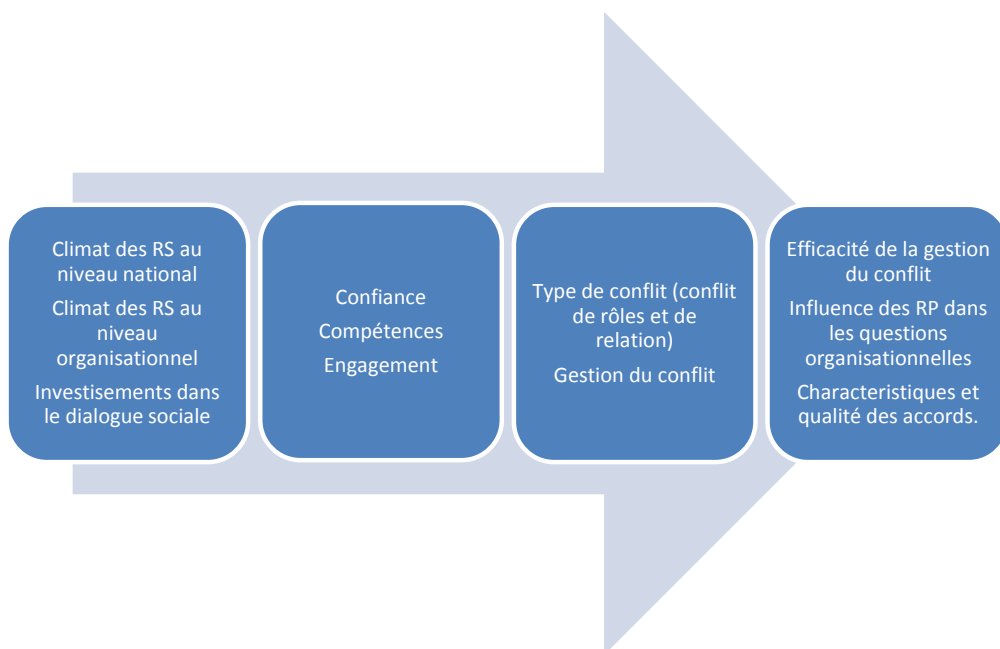 Climat des RS au
niveau national
Climat des RS au
niveau
organisationnel
Investisements dans
le dialogue sociale
Confiance
Compétences
Engagement
Type de conflit (conflit
de rôles et de
relation)
Gestion du conflit
Efficacité de la gestion
du conflit
Influence des RP dans
les questions
organisationnelles
Characteristiques et
qualité des accords.